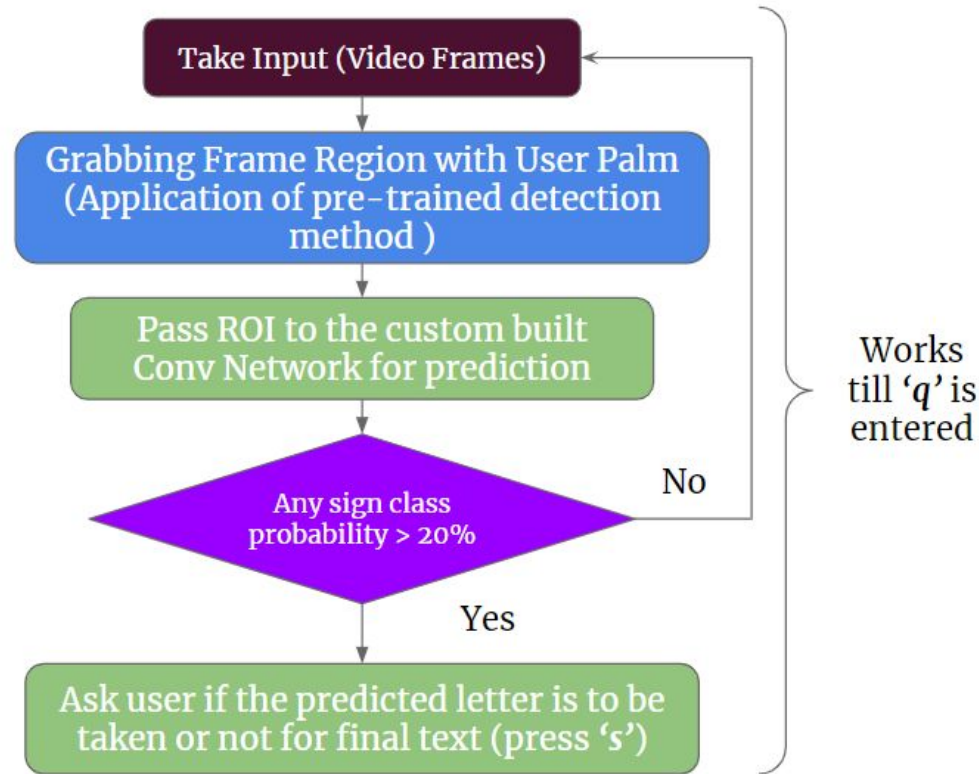 Take Input (Video Frames)
Grabbing Frame Region with User Palm
(Application of pre-trained detection
method )
Pass ROI to the custom built
Conv Network for prediction
Any sign class
probability > 20%
No
Yes
Ask user if the predicted letter is to be
taken or not for final text (press ‘s’)
Works
till ‘q’ is
entered